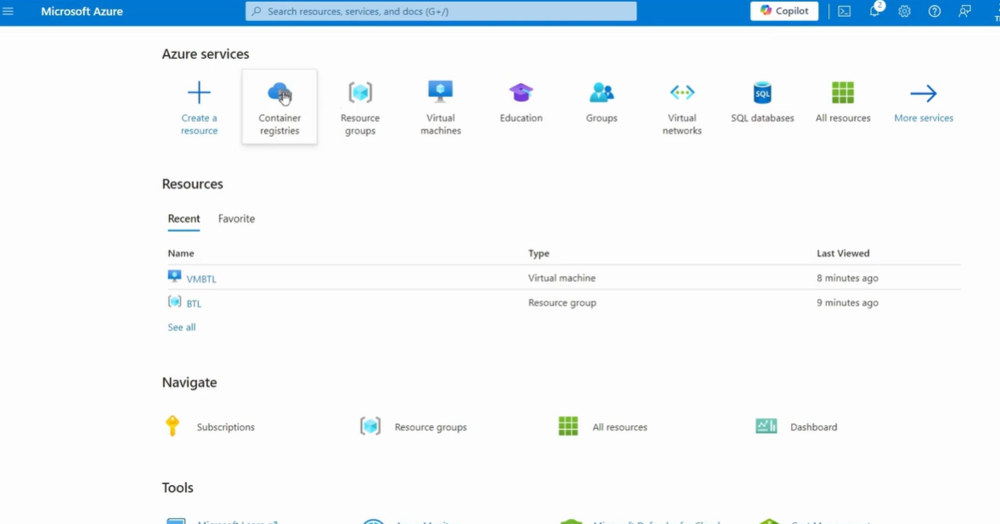 Microsoft Azure
Search resources, services, and docs (G+/)
Copilot
2
Azure services
Create a
resource
Container
registries
Resource
groups
Virtual
machines
Education
Groups
Virtual
networks
SQL
SQL databases
All resources
More services
Resources
Recent
Favorite
Name
Type
Last Viewed
VMBTL
Virtual machine
8 minutes ago
BTL
Resource group
9 minutes ago
See all
Navigate
Subscriptions
Resource groups
All resources
Dashboard
Tools